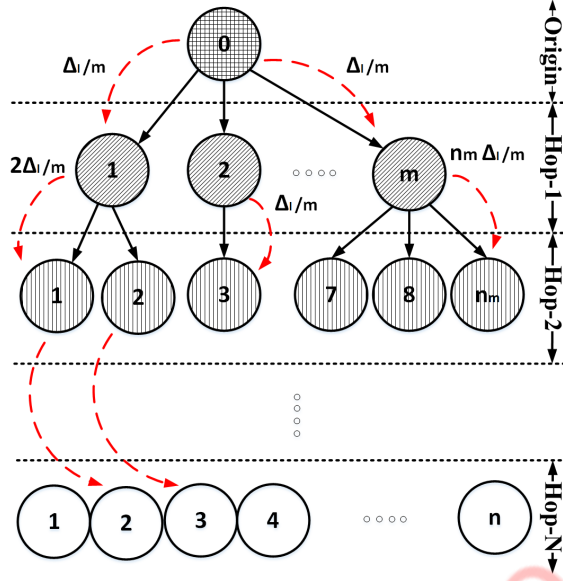 0
Origin
Δₗ/m
Δₗ/m
1
2
m
Hop-1
2Δₗ/m
nₘ Δₗ/m
Δₗ/m
1
2
3
7
8
nₘ
Hop-2
1
2
3
4
n
Hop-N